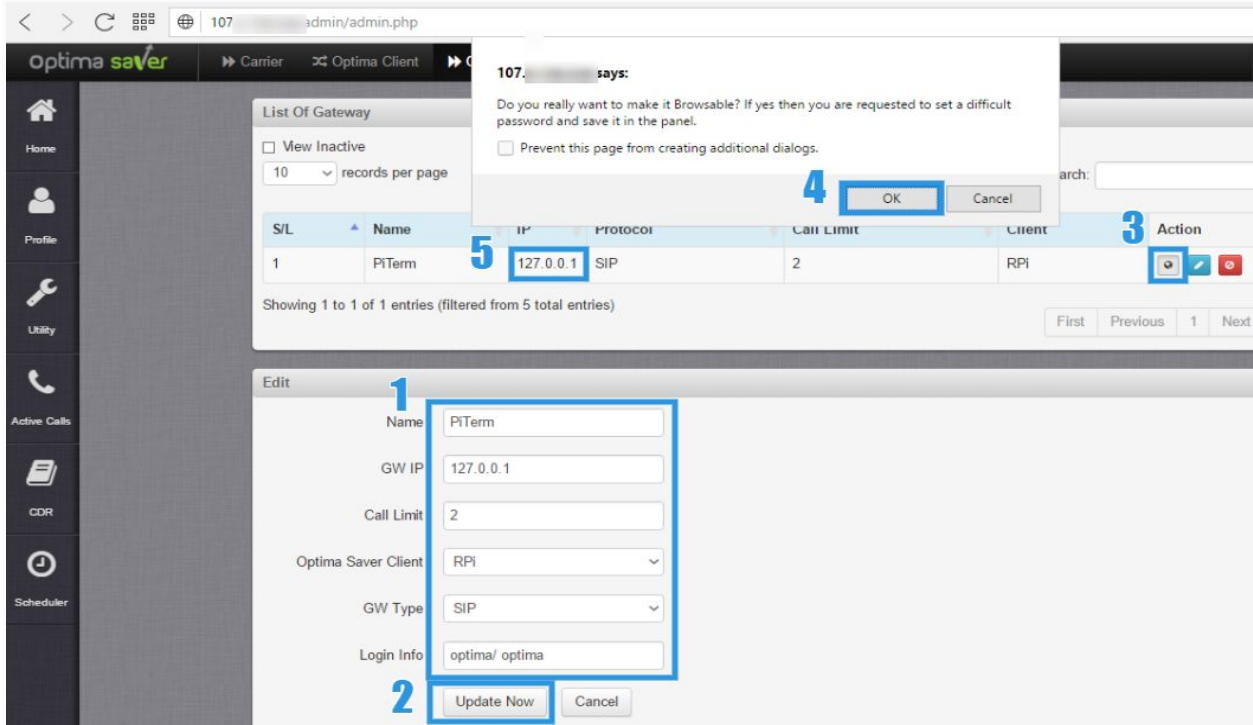 107 admin/admin.php
optima saver
Carrier
Optima Client
107. says:
Do you really want to make it Browsable? If yes then you are requested to set a difficult
password and save it in the panel.
Prevent this page from creating additional dialogs.
4
OK
Cancel
Home
Profile
Utility
Active Calls
CDR
Scheduler
List Of Gateway
View Inactive
10 records per page
arch:
S/L Name IP Protocol Call Limit Client 3 Action
5
1 PiTerm 127.0.0.1 SIP 2 RPi
Showing 1 to 1 of 1 entries (filtered from 5 total entries)
First Previous 1 Next
Edit
1
Name PiTerm
GW IP 127.0.0.1
Call Limit 2
Optima Saver Client RPi
GW Type SIP
Login Info optima/ optima
2 Update Now Cancel